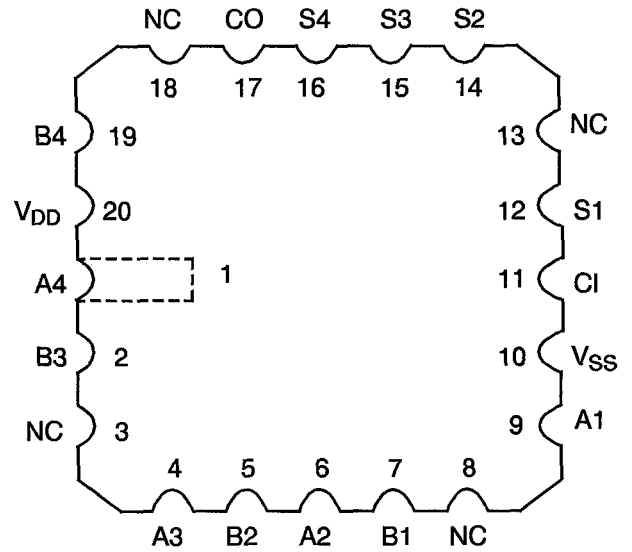 NC CO S4 S3 S2
18 17 16 15 14
B4 19 13 NC
VDD 20 12 S1
A4 1 11 CI
B3 2 10 VSS
NC 3 9 A1
4 5 6 7 8
A3 B2 A2 B1 NC